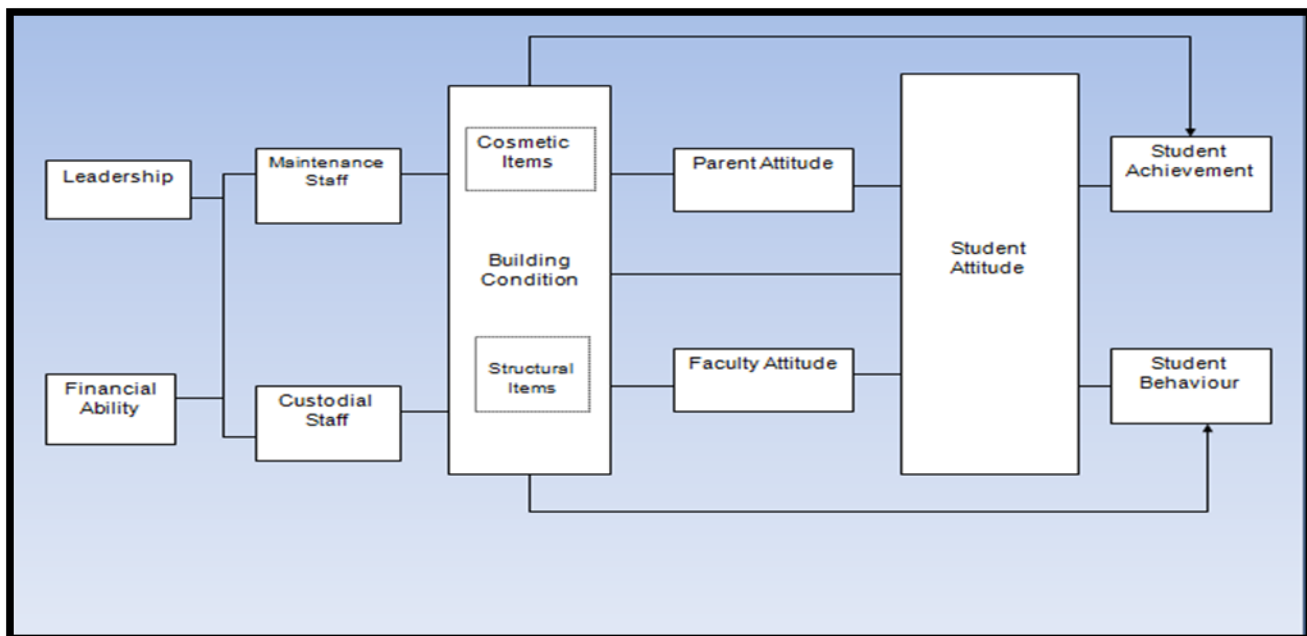 Leadership
Financial
Ability
Maintenance
Staff
Custodial
Staff
Cosmetic
Items
Building
Condition
Structural
Items
Parent Attitude
Faculty Attitude
Student
Attitude
Student
Achievement
Student
Behaviour